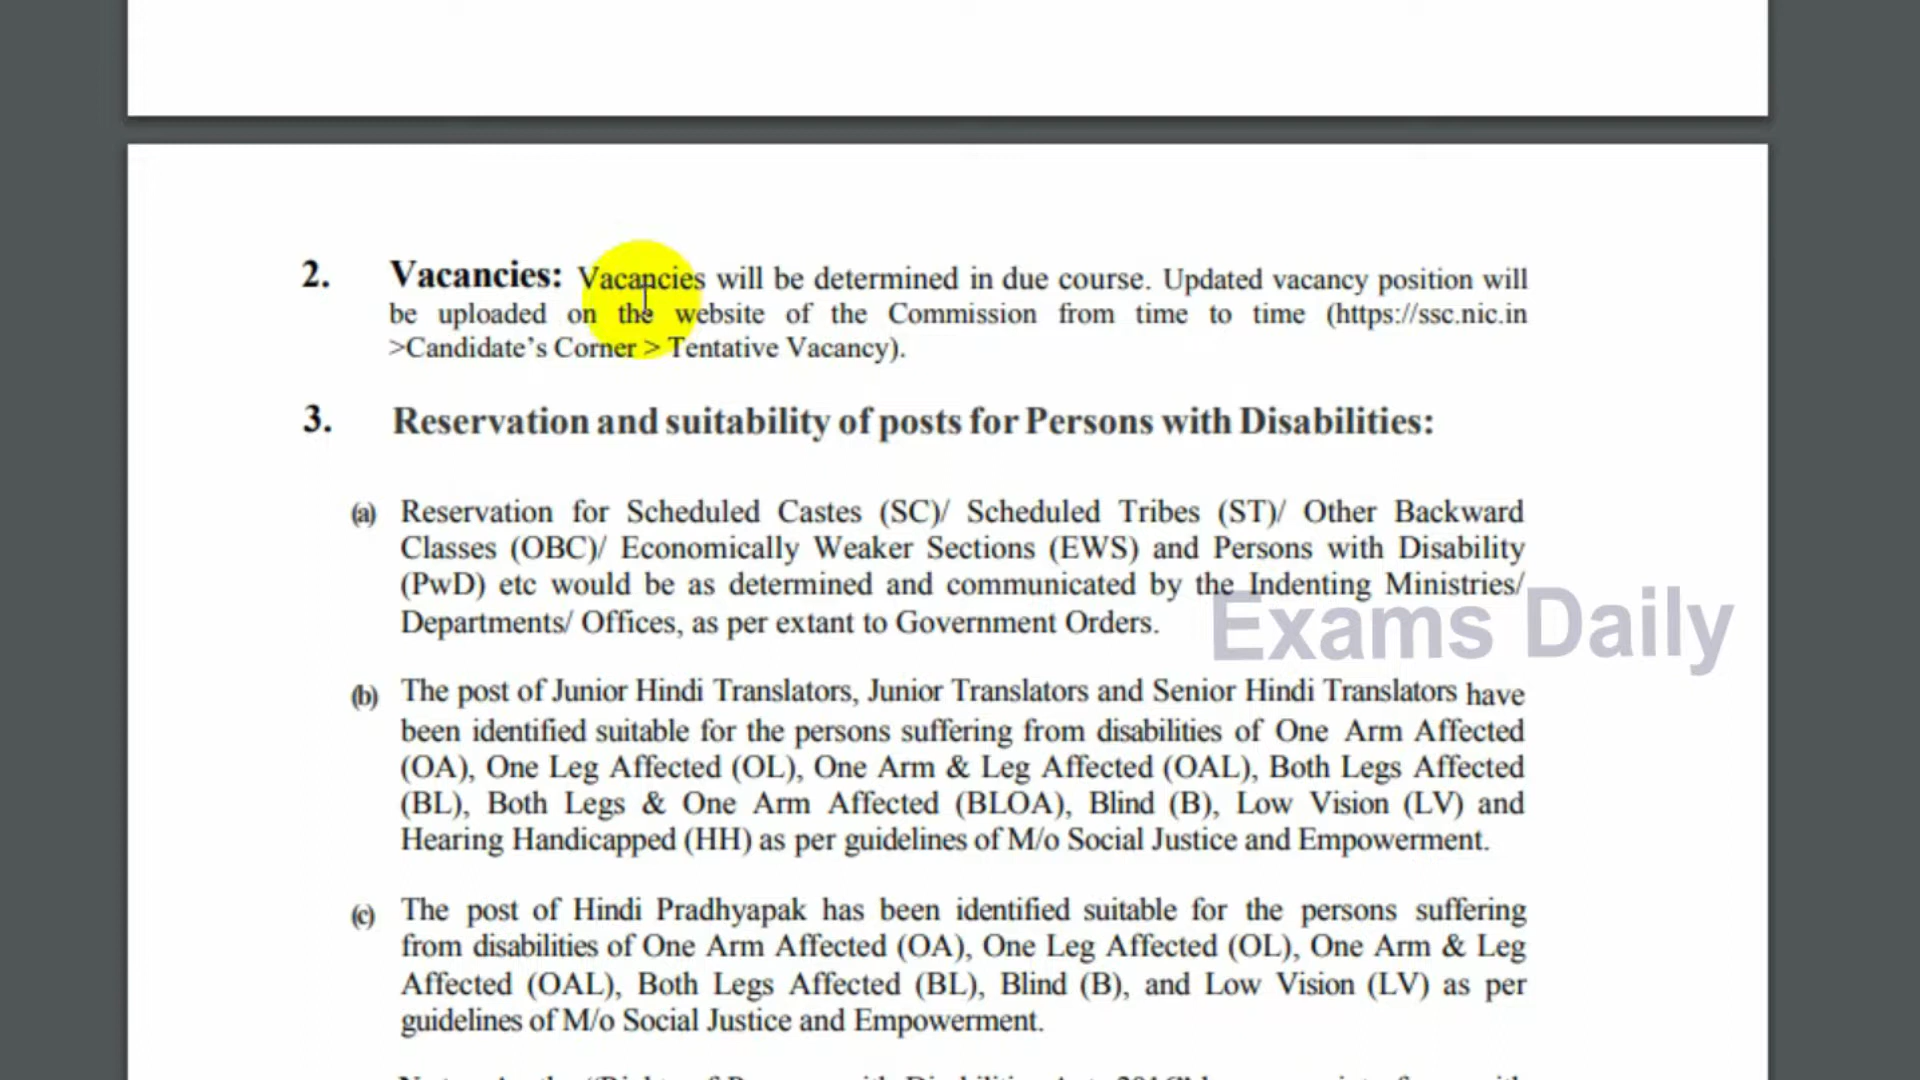 2. Vacancies: Vacancies will be determined in due course. Updated vacancy position will
be uploaded on the website of the Commission from time to time (https://ssc.nic.in
>Candidate’s Corner > Tentative Vacancy).
3. Reservation and suitability of posts for Persons with Disabilities:
(a) Reservation for Scheduled Castes (SC)/ Scheduled Tribes (ST)/ Other Backward
Classes (OBC)/ Economically Weaker Sections (EWS) and Persons with Disability
(PwD) etc would be as determined and communicated by the Indenting Ministries/
Departments/ Offices, as per extant to Government Orders.
Exams Daily
(b) The post of Junior Hindi Translators, Junior Translators and Senior Hindi Translators have
been identified suitable for the persons suffering from disabilities of One Arm Affected
(OA), One Leg Affected (OL), One Arm & Leg Affected (OAL), Both Legs Affected
(BL), Both Legs & One Arm Affected (BLOA), Blind (B), Low Vision (LV) and
Hearing Handicapped (HH) as per guidelines of M/o Social Justice and Empowerment.
(c) The post of Hindi Pradhyapak has been identified suitable for the persons suffering
from disabilities of One Arm Affected (OA), One Leg Affected (OL), One Arm & Leg
Affected (OAL), Both Legs Affected (BL), Blind (B), and Low Vision (LV) as per
guidelines of M/o Social Justice and Empowerment.